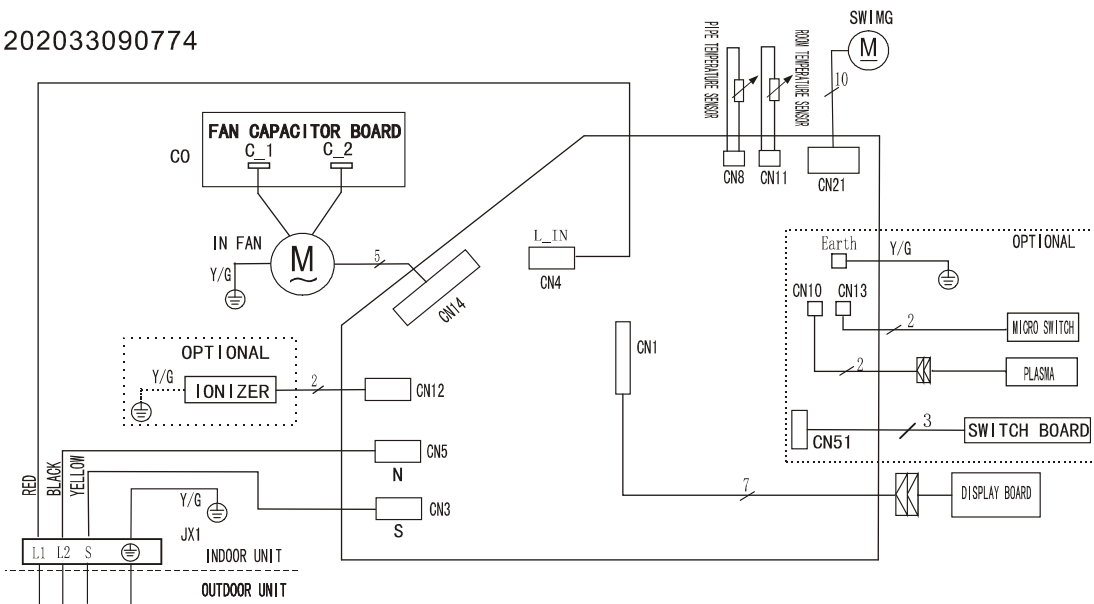 202033090774
SWIMG
M
10
PIPE TEMPERATURE SENSOR
ROOM TEMPERATURE SENSOR
CN8
CN11
CN21
FAN CAPACITOR BOARD
C_1
C_2
CO
IN FAN
M
~
Y/G
5
CN14
L_IN
CN4
CN1
OPTIONAL
Earth
Y/G
CN10
CN13
2
MICRO SWITCH
2
PLASMA
CN51
3
SWITCH BOARD
7
DISPLAY BOARD
OPTIONAL
Y/G
IONIZER
2
CN12
CN5
N
CN3
S
RED
BLACK
YELLOW
Y/G
JX1
L1 L2 S
INDOOR UNIT
OUTDOOR UNIT